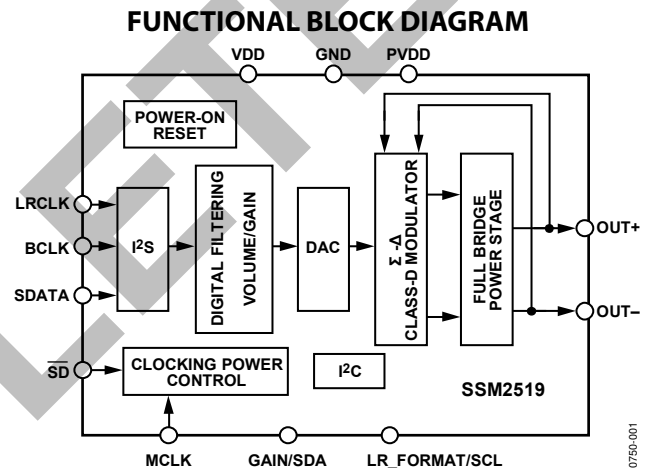 FUNCTIONAL BLOCK DIAGRAM
VDD
GND
PVDD
POWER-ON
RESET
LRCLK
BCLK
SDATA
I²S
DIGITAL FILTERING
VOLUME/GAIN
DAC
Σ-Δ
CLASS-D MODULATOR
FULL BRIDGE
POWER STAGE
OUT+
OUT–
SD
CLOCKING POWER
CONTROL
I²C
SSM2519
MCLK
GAIN/SDA
LR_FORMAT/SCL
0750-001
LETE